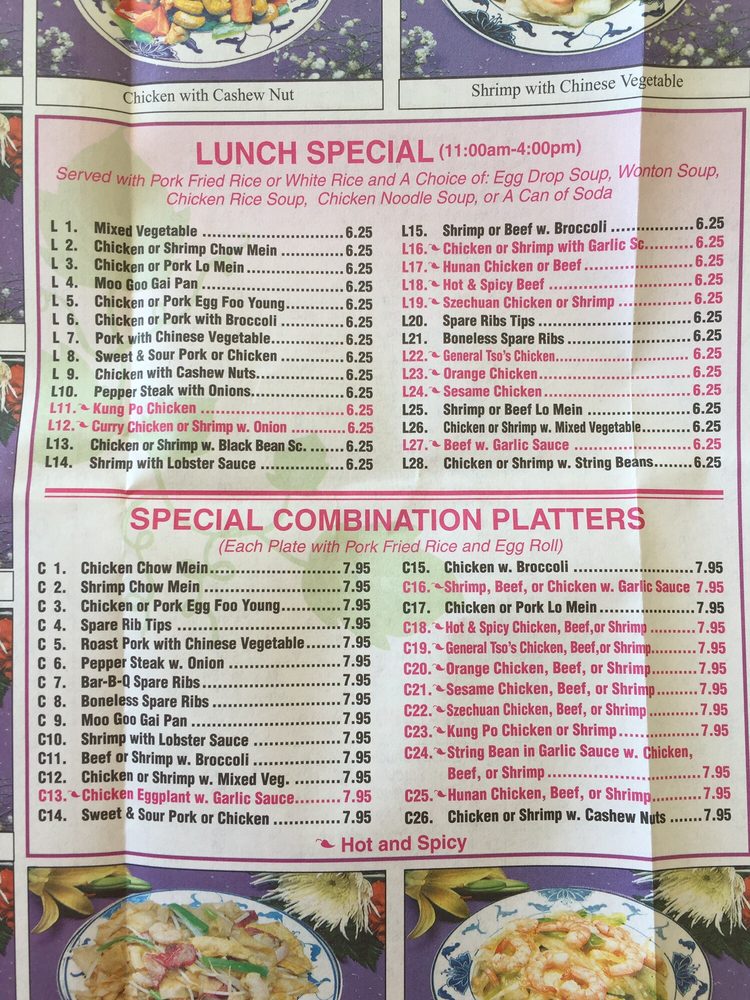 Chicken with Cashew Nut
Shrimp with Chinese Vegetable
LUNCH SPECIAL (11:00am-4:00pm)
Served with Pork Fried Rice or White Rice and A Choice of: Egg Drop Soup, Wonton Soup,
Chicken Rice Soup, Chicken Noodle Soup, or A Can of Soda
L 1. Mixed Vegetable 6.25
L 2. Chicken or Shrimp Chow Mein 6.25
L 3. Chicken or Pork Lo Mein 6.25
L 4. Moo Goo Gai Pan 6.25
L 5. Chicken or Pork Egg Foo Young 6.25
L 6. Chicken or Pork with Broccoli 6.25
L 7. Pork with Chinese Vegetable 6.25
L 8. Sweet & Sour Pork or Chicken 6.25
L 9. Chicken with Cashew Nuts 6.25
L10. Pepper Steak with Onions 6.25
L11. Kung Po Chicken 6.25
L12. Curry Chicken or Shrimp w. Onion 6.25
L13. Chicken or Shrimp w. Black Bean Sc. 6.25
L14. Shrimp with Lobster Sauce 6.25
L15. Shrimp or Beef w. Broccoli 6.25
L16. Chicken or Shrimp with Garlic Sc. 6.25
L17. Hunan Chicken or Beef 6.25
L18. Hot & Spicy Beef 6.25
L19. Szechuan Chicken or Shrimp 6.25
L20. Spare Ribs Tips 6.25
L21. Boneless Spare Ribs 6.25
L22. General Tso's Chicken 6.25
L23. Orange Chicken 6.25
L24. Sesame Chicken 6.25
L25. Shrimp or Beef Lo Mein 6.25
L26. Chicken or Shrimp w. Mixed Vegetable 6.25
L27. Beef w. Garlic Sauce 6.25
L28. Chicken or Shrimp w. String Beans 6.25
SPECIAL COMBINATION PLATTERS
(Each Plate with Pork Fried Rice and Egg Roll)
C 1. Chicken Chow Mein 7.95
C 2. Shrimp Chow Mein 7.95
C 3. Chicken or Pork Egg Foo Young 7.95
C 4. Spare Rib Tips 7.95
C 5. Roast Pork with Chinese Vegetable 7.95
C 6. Pepper Steak w. Onion 7.95
C 7. Bar-B-Q Spare Ribs 7.95
C 8. Boneless Spare Ribs 7.95
C 9. Moo Goo Gai Pan 7.95
C10. Shrimp with Lobster Sauce 7.95
C11. Beef or Shrimp w. Broccoli 7.95
C12. Chicken or Shrimp w. Mixed Veg. 7.95
C13. Chicken Eggplant w. Garlic Sauce 7.95
C14. Sweet & Sour Pork or Chicken 7.95
C15. Chicken w. Broccoli 7.95
C16. Shrimp, Beef, or Chicken w. Garlic Sauce 7.95
C17. Chicken or Pork Lo Mein 7.95
C18. Hot & Spicy Chicken, Beef,or Shrimp 7.95
C19. General Tso's Chicken, Beef,or Shrimp 7.95
C20. Orange Chicken, Beef, or Shrimp 7.95
C21. Sesame Chicken, Beef, or Shrimp 7.95
C22. Szechuan Chicken, Beef, or Shrimp 7.95
C23. Kung Po Chicken or Shrimp 7.95
C24. String Bean in Garlic Sauce w. Chicken,
Beef, or Shrimp 7.95
C25. Hunan Chicken, Beef, or Shrimp 7.95
C26. Chicken or Shrimp w. Cashew Nuts 7.95
Hot and Spicy